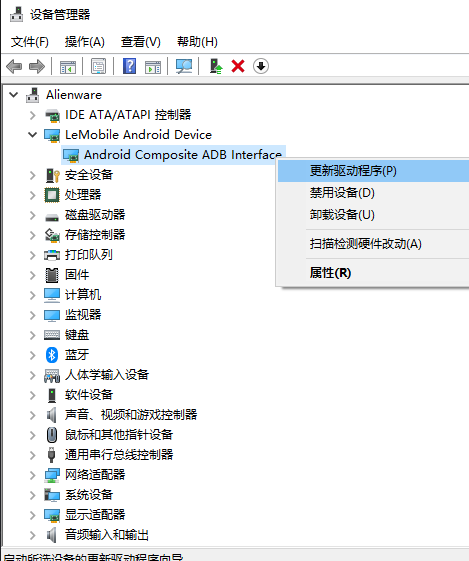 设备管理器
文件(F) 操作(A) 查看(V) 帮助(H)
Alienware
IDE ATA/ATAPI 控制器
LeMobile Android Device
Android Composite ADB Interface
更新驱动程序(P)
禁用设备(D)
卸载设备(U)
扫描检测硬件改动(A)
属性(R)
安全设备
处理器
磁盘驱动器
存储控制器
打印队列
固件
计算机
监视器
键盘
蓝牙
人体学输入设备
软件设备
声音、视频和游戏控制器
鼠标和其他指针设备
通用串行总线控制器
网络适配器
系统设备
显示适配器
音频输入和输出
启动所选设备的更新驱动程序向导